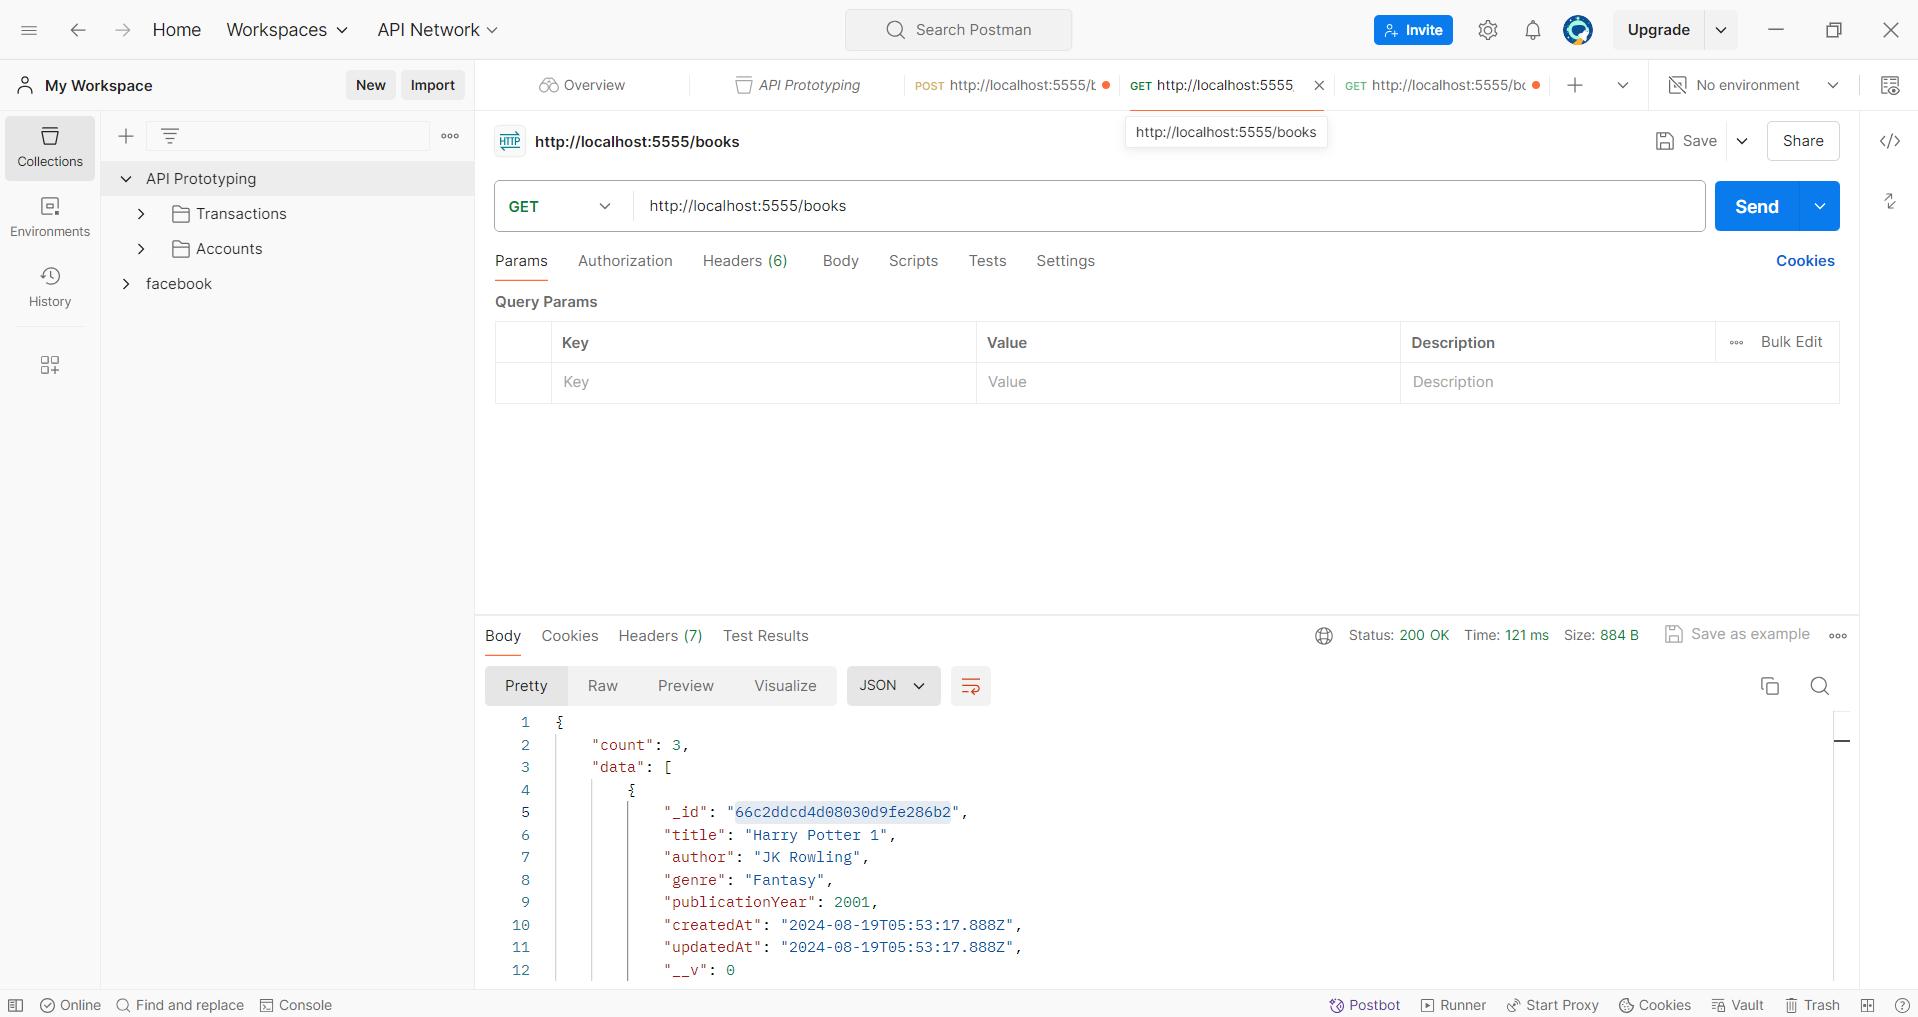 Home Workspaces API Network Search Postman Invite Upgrade
My Workspace New Import Overview API Prototyping POST http://localhost:5555/b GET http://localhost:5555, GET http://localhost:5555/bo No environment
http://localhost:5555/books
Collections
Environments
History
API Prototyping
Transactions
Accounts
facebook
HTTP http://localhost:5555/books Save Share
GET http://localhost:5555/books Send
Params Authorization Headers (6) Body Scripts Tests Settings Cookies
Query Params
Key Value Description Bulk Edit
Key Value Description
Body Cookies Headers (7) Test Results Status: 200 OK Time: 121 ms Size: 884 B Save as example
Pretty Raw Preview Visualize JSON
1 {
2 "count": 3,
3 "data": [
4 {
5 "_id": "66c2ddcd4d08030d9fe286b2",
6 "title": "Harry Potter 1",
7 "author": "JK Rowling",
8 "genre": "Fantasy",
9 "publicationYear": 2001,
10 "createdAt": "2024-08-19T05:53:17.888Z",
11 "updatedAt": "2024-08-19T05:53:17.888Z",
12 "__v": 0
Online Find and replace Console Postbot Runner Start Proxy Cookies Vault Trash